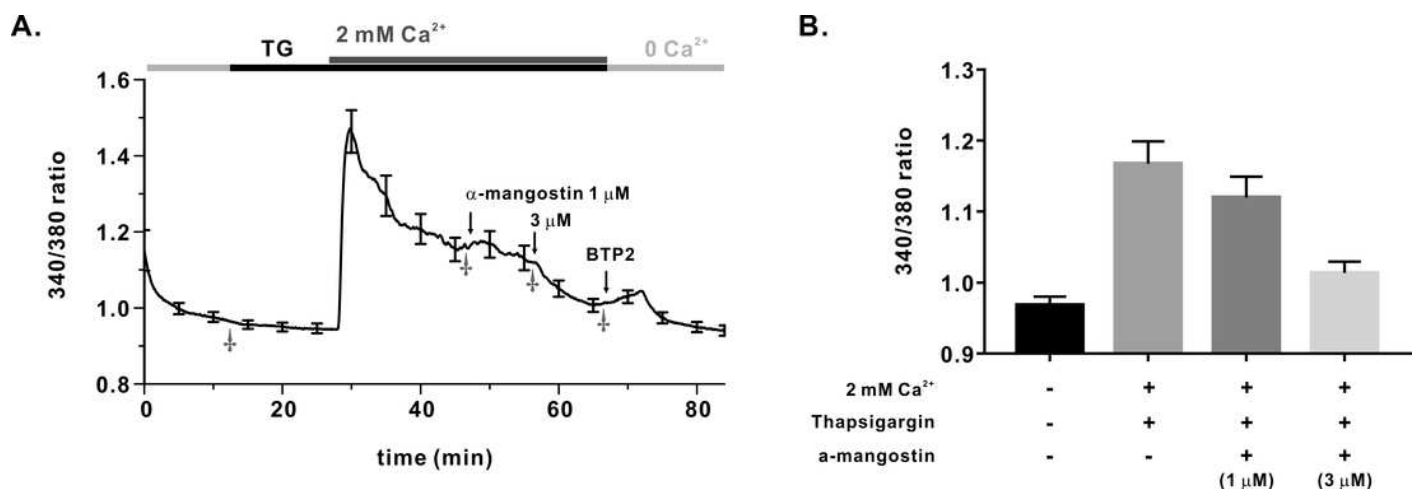 A.
2 mM Ca²⁺
TG
0 Ca²⁺
1.6
1.4
1.2
1.0
0.8
340/380 ratio
α-mangostin 1 μM
3 μM
BTP2
0
20
40
60
80
time (min)
B.
1.3
1.2
1.1
1.0
0.9
340/380 ratio
2 mM Ca²⁺ - + + +
Thapsigargin - + + +
a-mangostin - - + +
(1 μM) (3 μM)